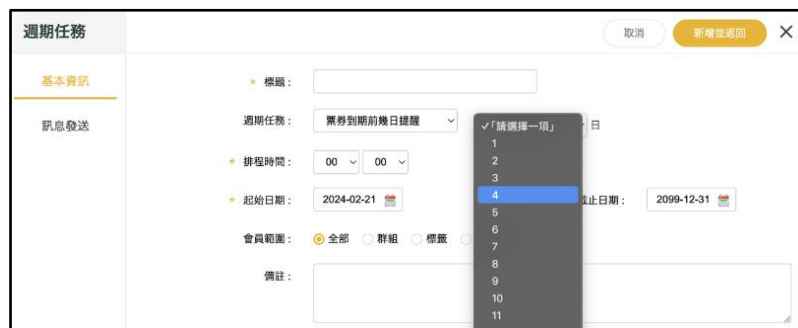 週期任務
取消
新增並返回
基本資訊
訊息發送
* 標題：
週期任務： 票券到期前幾日提醒 日
✓「請選擇一項」
1
2
3
4
5
6
7
8
9
10
11
* 排程時間： 00 00
* 起始日期： 2024-02-21 止日期： 2099-12-31
會員範圍： 全部 群組 標籤
備註：